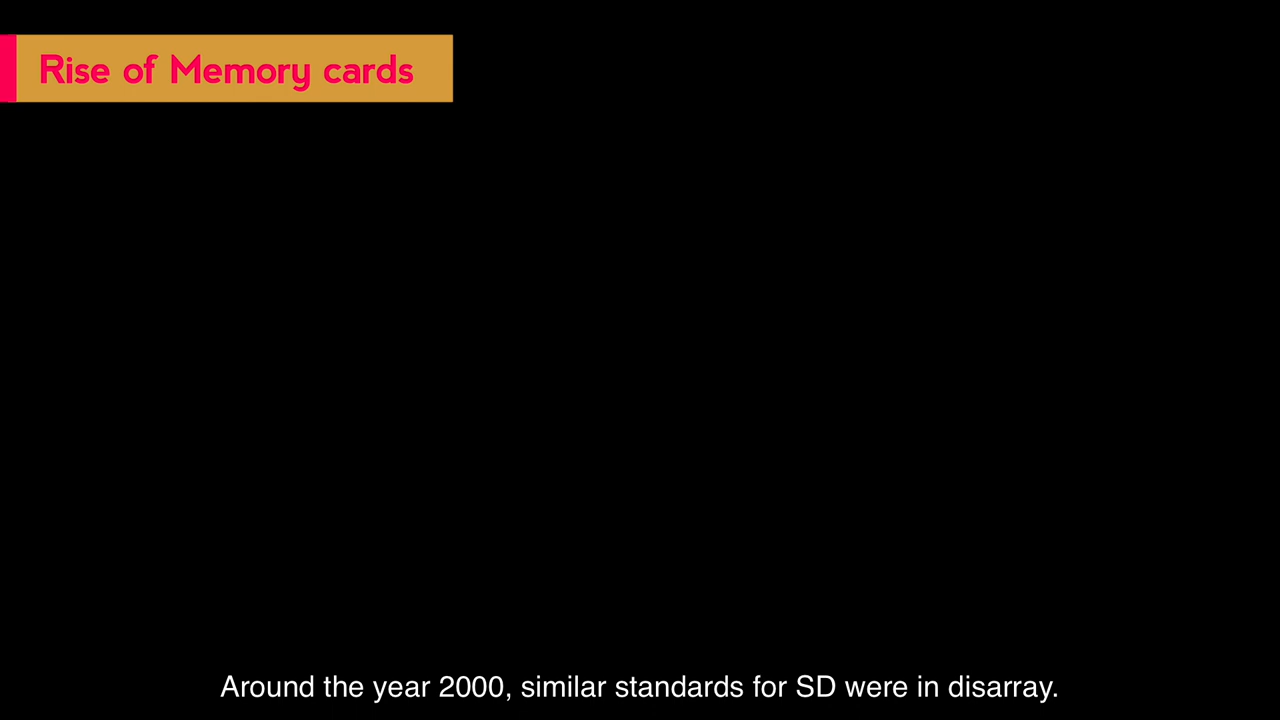 Rise of Memory cards
Around the year 2000, similar standards for SD were in disarray.